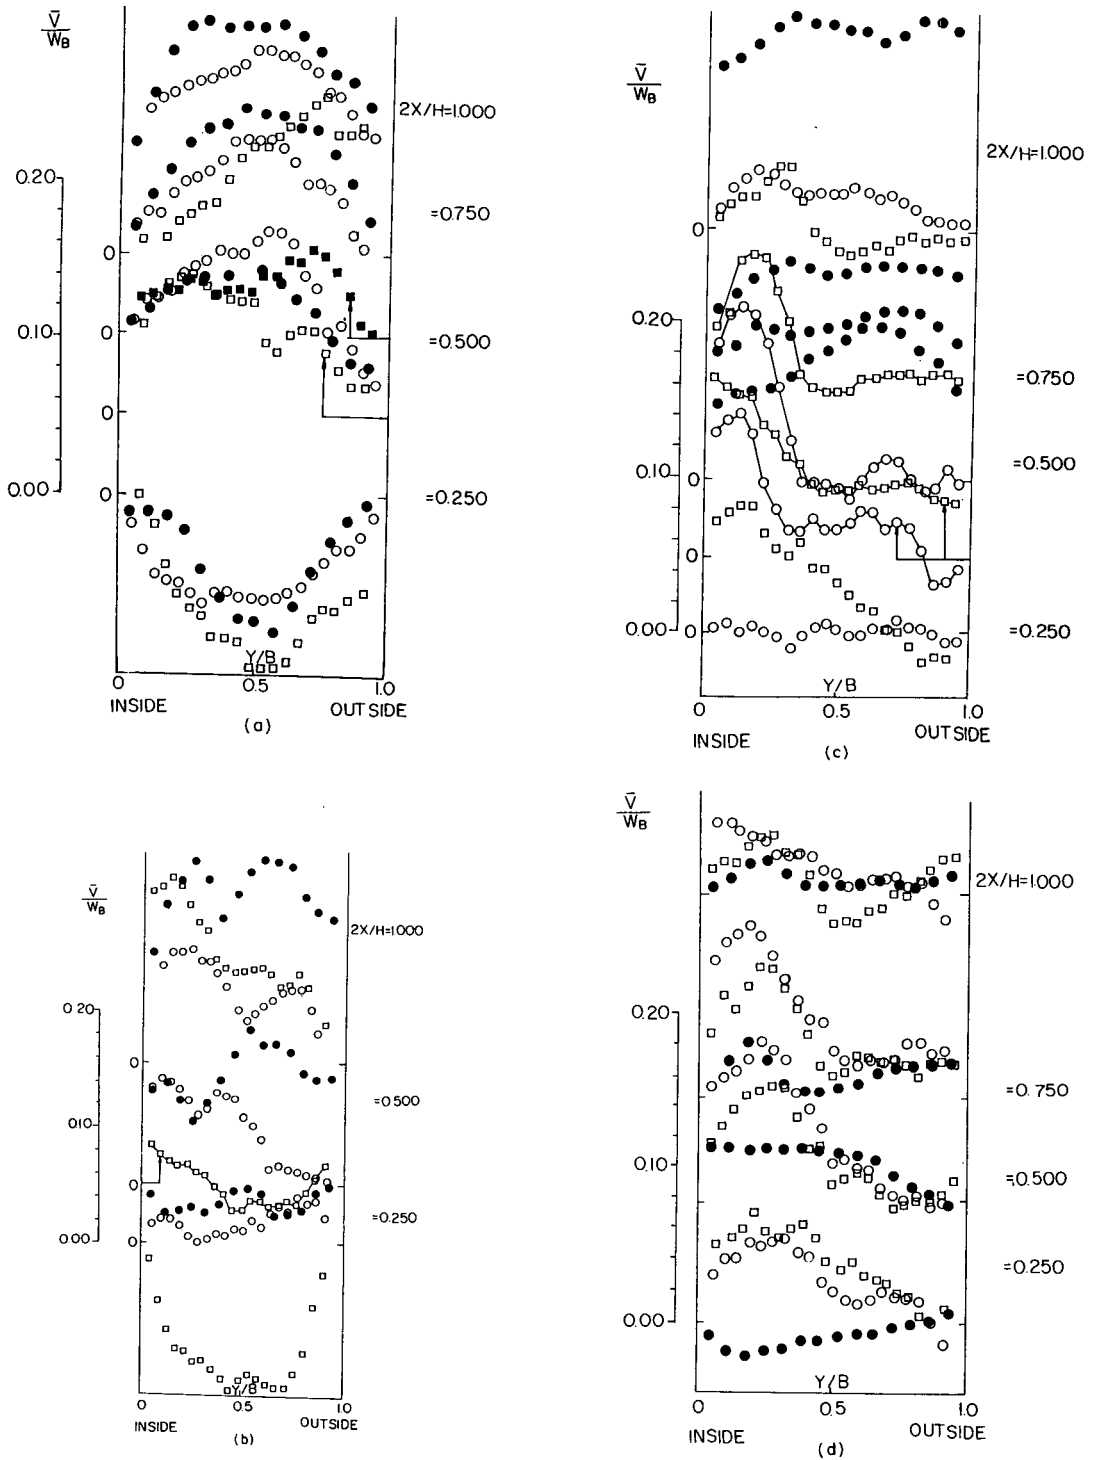 V̄/W_B
2X/H=1.000
0.20
=0.750
0
0.10
0
=0.500
0
0.00
0
=0.250
Y/B
0
0.5
1.0
INSIDE
OUTSIDE
(a)
V̄/W_B
2X/H=1.000
0
0.20
=0.750
0.10
0
=0.500
0
0.00
0
=0.250
Y/B
0
0.5
1.0
INSIDE
OUTSIDE
(c)
V̄/W_B
2X/H=1000
0.20
0
=0.500
0.10
0
=0.250
0.00
0
Y/B
0
0.5
1.0
INSIDE
OUTSIDE
(b)
V̄/W_B
2X/H=1.000
0.20
=0.750
0.10
=0.500
=0.250
0.00
Y/B
0
0.5
1.0
INSIDE
OUTSIDE
(d)